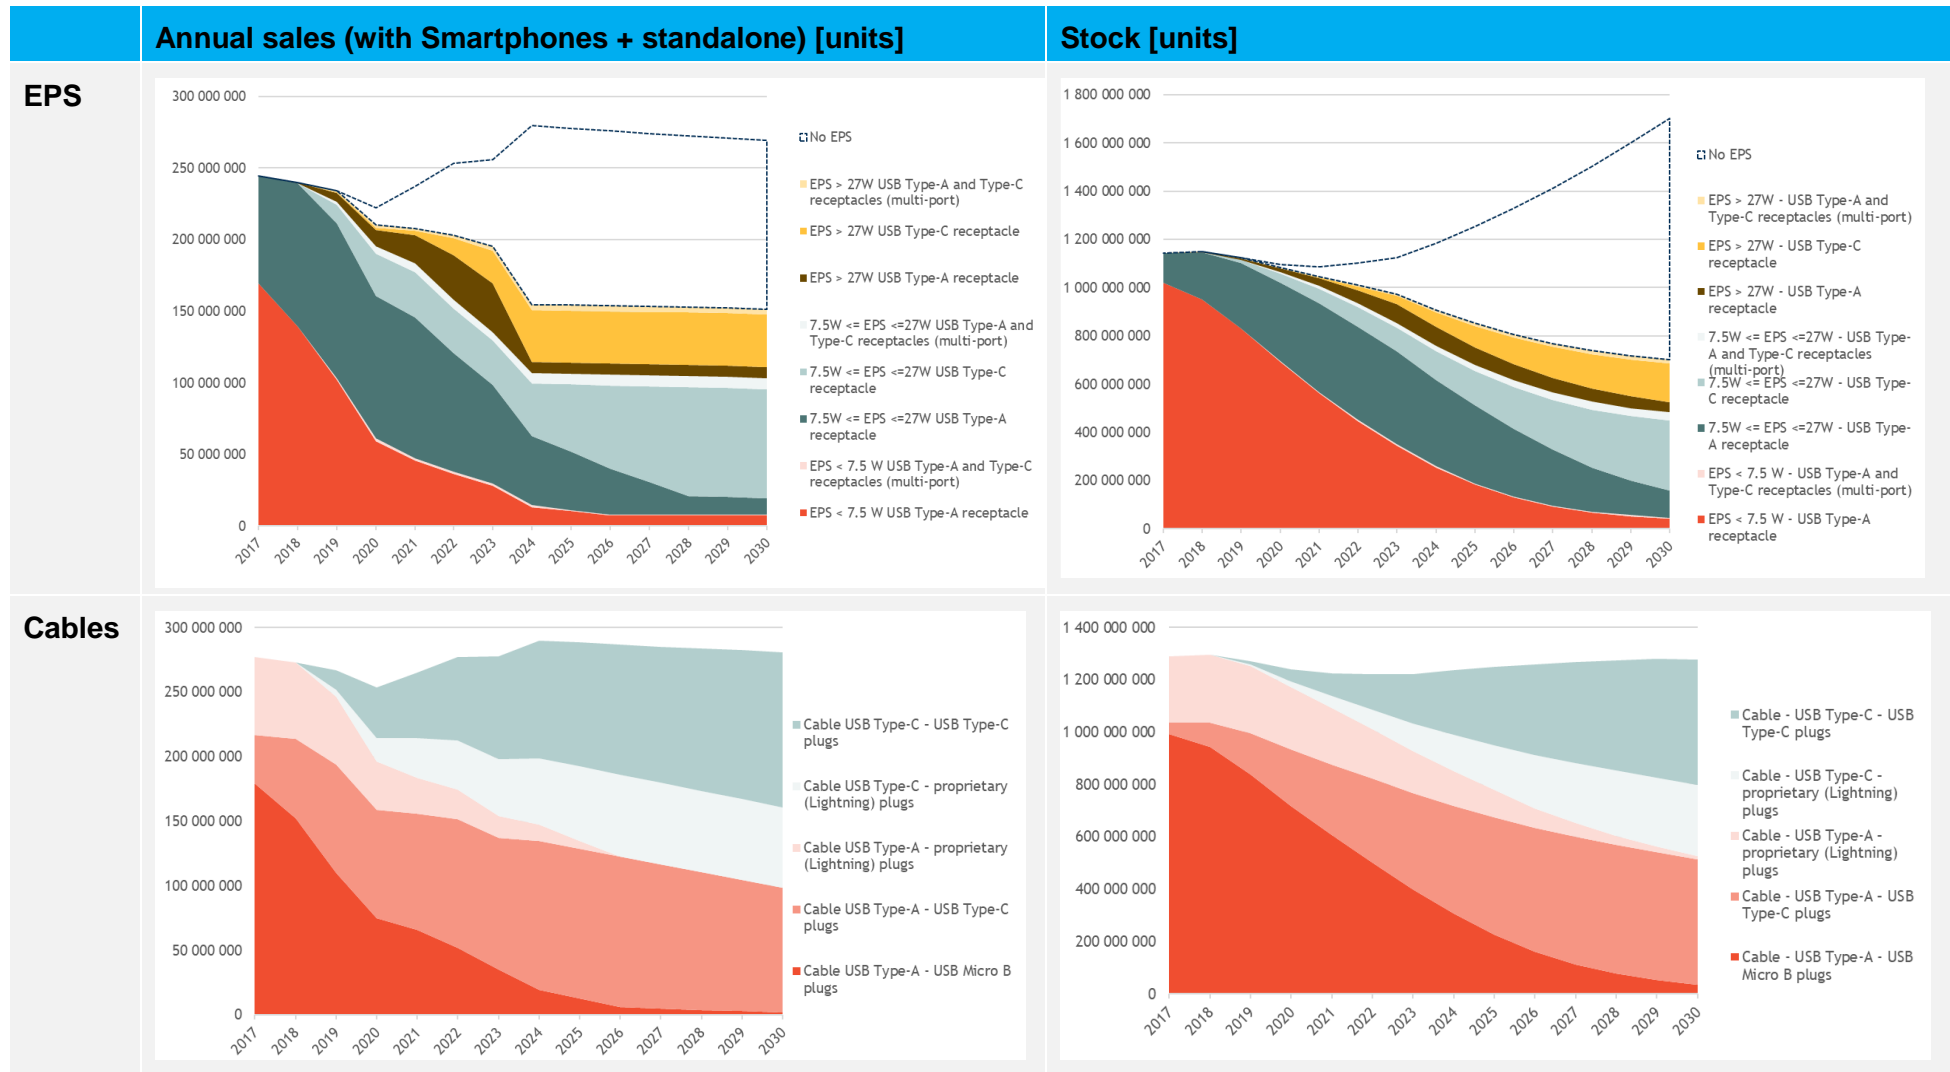 Annual sales (with Smartphones + standalone) [units]
Stock [units]
EPS
300 000 000
250 000 000
200 000 000
150 000 000
100 000 000
50 000 000
0
2017
2018
2019
2020
2021
2022
2023
2024
2025
2026
2027
2028
2029
2030
No EPS
EPS > 27W USB Type-A and Type-C
receptacles (multi-port)
EPS > 27W USB Type-C receptacle
EPS > 27W USB Type-A receptacle
7.5W <= EPS <=27W USB Type-A and
Type-C receptacles (multi-port)
7.5W <= EPS <=27W USB Type-C
receptacle
7.5W <= EPS <=27W USB Type-A
receptacle
EPS < 7.5 W USB Type-A and Type-C
receptacles (multi-port)
EPS < 7.5 W USB Type-A receptacle
1 800 000 000
1 600 000 000
1 400 000 000
1 200 000 000
1 000 000 000
800 000 000
600 000 000
400 000 000
200 000 000
0
2017
2018
2019
2020
2021
2022
2023
2024
2025
2026
2027
2028
2029
2030
No EPS
EPS > 27W - USB Type-A and
Type-C receptacles (multi-port)
EPS > 27W - USB Type-C
receptacle
EPS > 27W - USB Type-A
receptacle
7.5W <= EPS <=27W - USB Type-
A and Type-C receptacles
(multi-port)
7.5W <= EPS <=27W - USB Type-
C receptacle
7.5W <= EPS <=27W - USB Type-
A receptacle
EPS < 7.5 W - USB Type-A and
Type-C receptacles (multi-port)
EPS < 7.5 W - USB Type-A
receptacle
Cables
300 000 000
250 000 000
200 000 000
150 000 000
100 000 000
50 000 000
0
2017
2018
2019
2020
2021
2022
2023
2024
2025
2026
2027
2028
2029
2030
Cable USB Type-C - USB Type-C
plugs
Cable USB Type-C - proprietary
(Lightning) plugs
Cable USB Type-A - proprietary
(Lightning) plugs
Cable USB Type-A - USB Type-C
plugs
Cable USB Type-A - USB Micro B
plugs
1 400 000 000
1 200 000 000
1 000 000 000
800 000 000
600 000 000
400 000 000
200 000 000
0
2017
2018
2019
2020
2021
2022
2023
2024
2025
2026
2027
2028
2029
2030
Cable - USB Type-C - USB
Type-C plugs
Cable - USB Type-C -
proprietary (Lightning)
plugs
Cable - USB Type-A -
proprietary (Lightning)
plugs
Cable - USB Type-A - USB
Type-C plugs
Cable - USB Type-A - USB
Micro B plugs